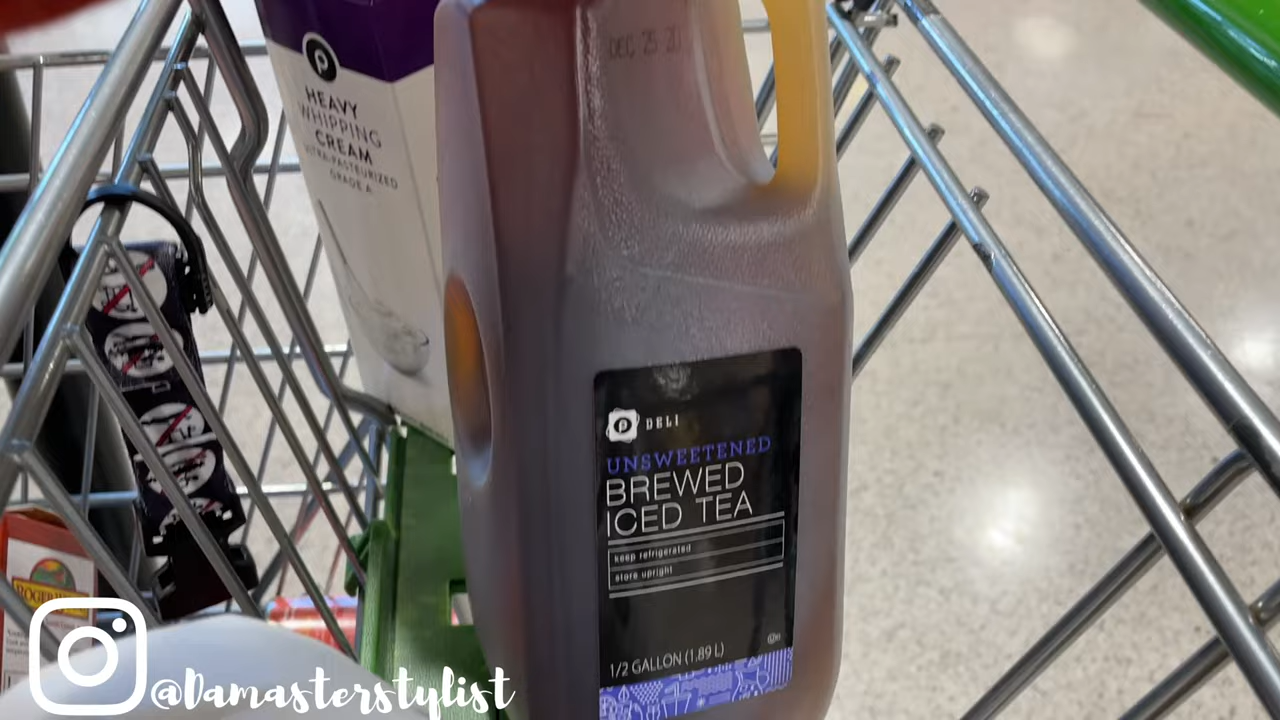 DEC 25 20
HEAVY
WHIPPING
CREAM
ULTRA-PASTEURIZED
GRADE A
DELI
UNSWEETENED
BREWED
ICED TEA
keep refrigerated
store upright
1/2 GALLON (1.89 L)
@Damasterstylist